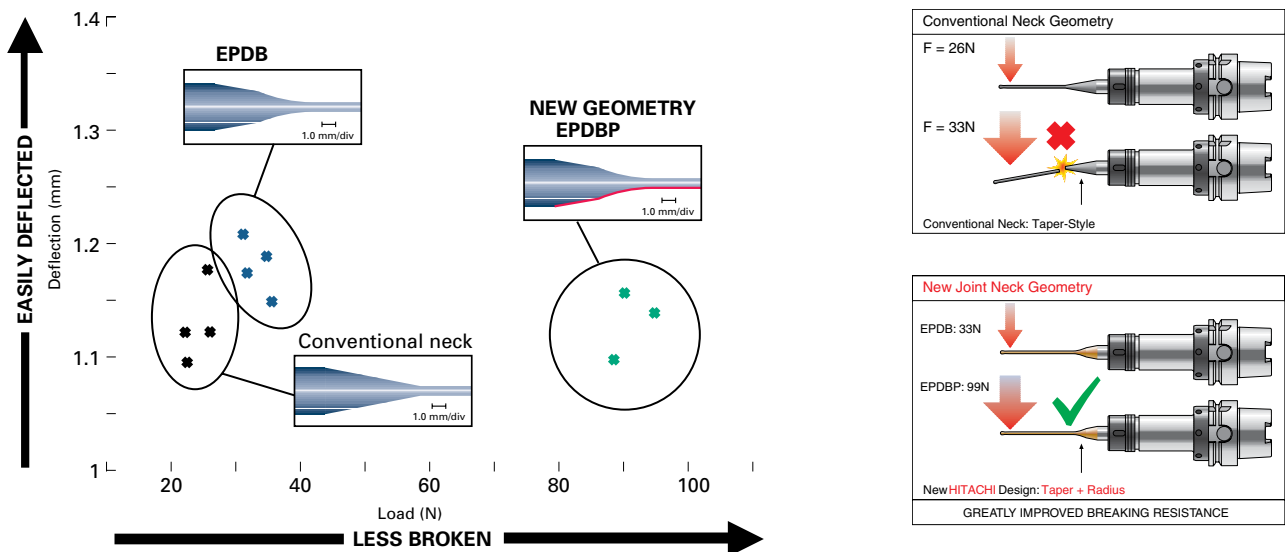 EASILY DEFLECTED
Deflection (mm)
1.4
1.3
1.2
1.1
1
EPDB
1.0 mm/div
NEW GEOMETRY
EPDBP
1.0 mm/div
Conventional neck
1.0 mm/div
20 40 60 80 100
Load (N)
LESS BROKEN
Conventional Neck Geometry
F = 26N
F = 33N
Conventional Neck: Taper-Style
New Joint Neck Geometry
EPDB: 33N
EPDBP: 99N
New HITACHI Design: Taper + Radius
GREATLY IMPROVED BREAKING RESISTANCE